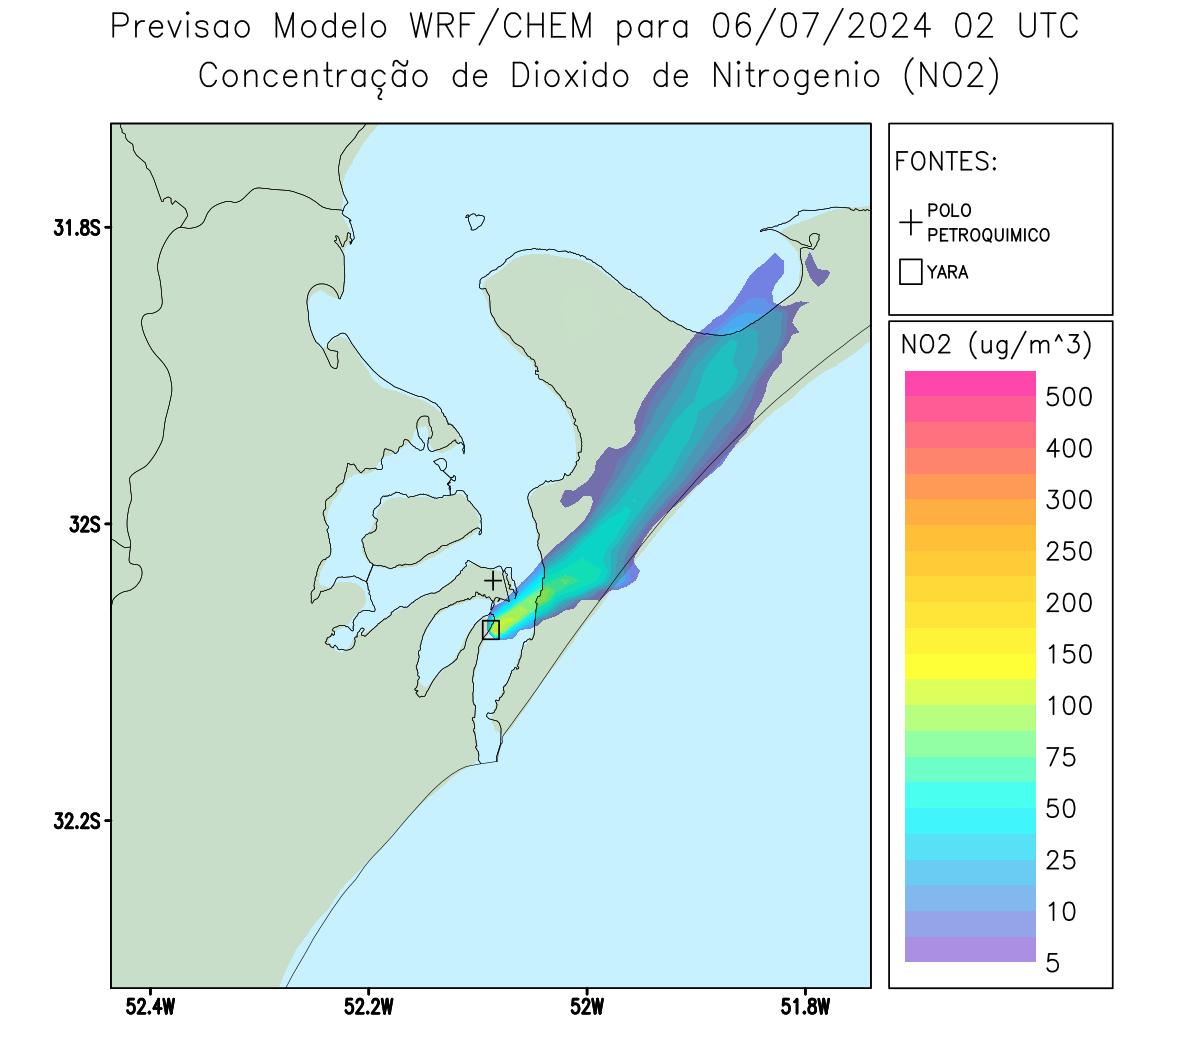 Previsao Modelo WRF/CHEM para 06/07/2024 02 UTC
Concentração de Dioxido de Nitrogenio (NO2)
FONTES:
POLO
PETROQUIMICO
YARA
NO2 (ug/m^3)
500
400
300
250
200
150
100
75
50
25
10
5
31.8S
32S
32.2S
52.4W
52.2W
52W
51.8W